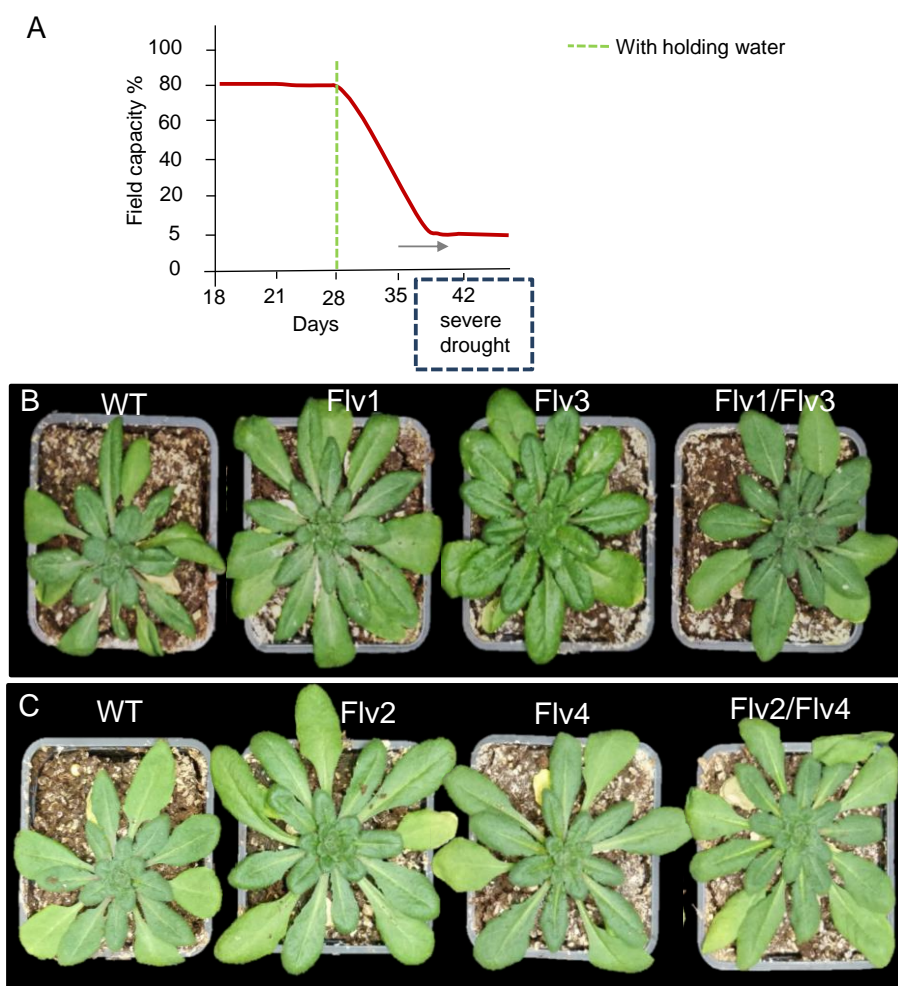 A
With holding water
Field capacity %
100
80
60
40
20
5
0
18 21 28 35 42
Days
severe
drought
B
WT Flv1 Flv3 Flv1/Flv3
C
WT Flv2 Flv4 Flv2/Flv4